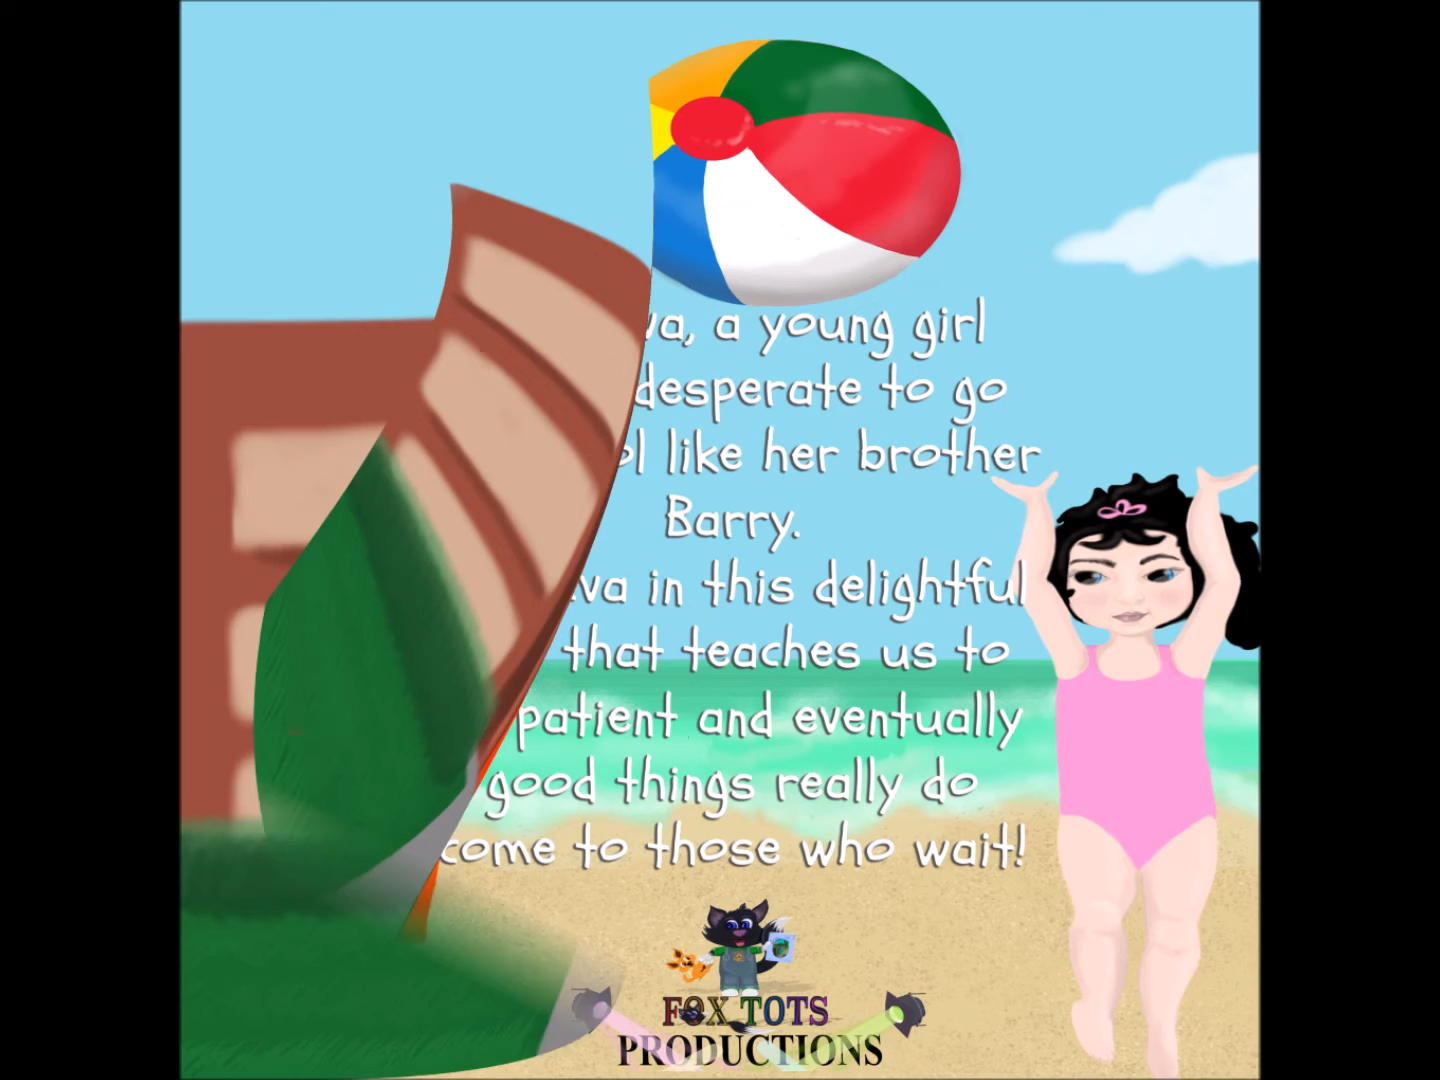 a young girl
desperate to go
like her brother
Barry.
in this delightful
that teaches us to
patient and eventually
good things really do
come to those who wait!
FOX TOTS
PRODUCTIONS